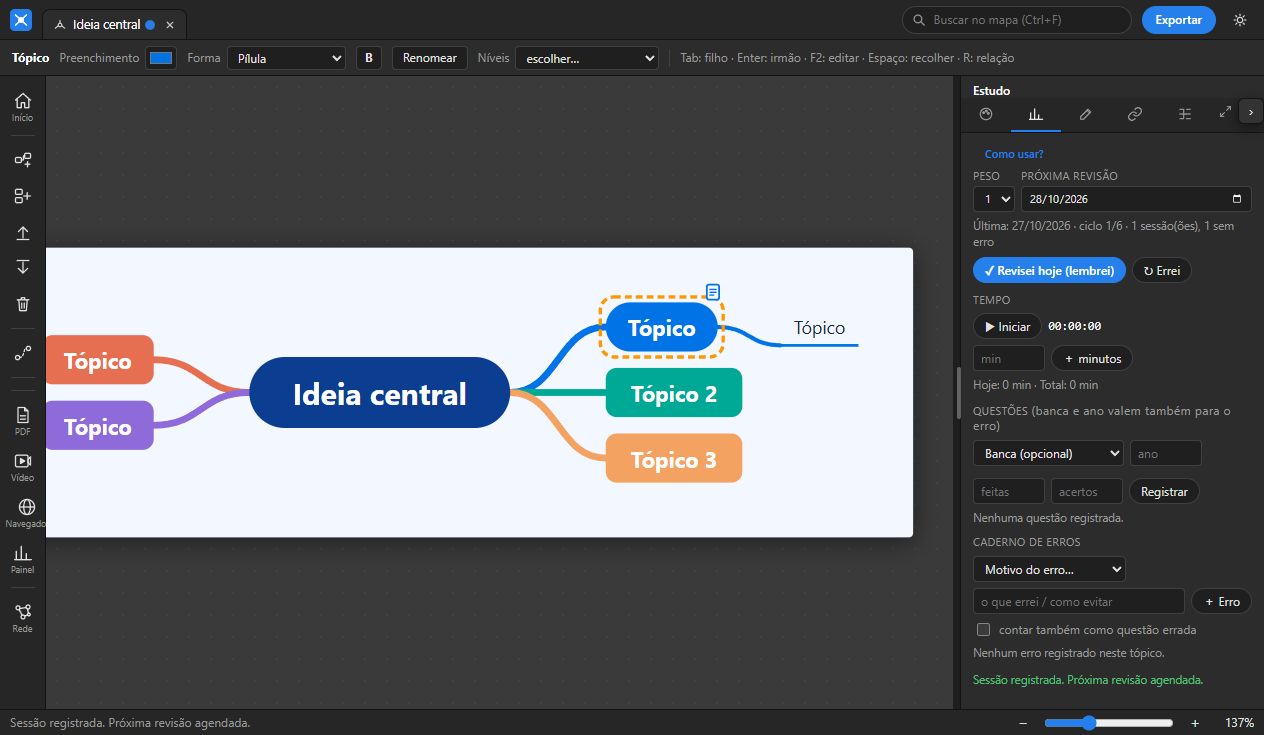 Ideia central
Buscar no mapa (Ctrl+F)
Exportar
Tópico
Preenchimento
Forma
Pílula
B
Renomear
Níveis
escolher...
Tab: filho · Enter: irmão · F2: editar · Espaço: recolher · R: relação
Início
PDF
Vídeo
Navegado
Painel
Rede
Tópico
Tópico
Ideia central
Tópico
Tópico
Tópico 2
Tópico 3
Estudo
Como usar?
PESO
PRÓXIMA REVISÃO
1
28/10/2026
Última: 27/10/2026 · ciclo 1/6 · 1 sessão(ões), 1 sem
erro
✓ Revisei hoje (lembrei)
↻ Errei
TEMPO
▶ Iniciar
00:00:00
min
+ minutos
Hoje: 0 min · Total: 0 min
QUESTÕES (banca e ano valem também para o
erro)
Banca (opcional)
ano
feitas
acertos
Registrar
Nenhuma questão registrada.
CADERNO DE ERROS
Motivo do erro...
o que errei / como evitar
+ Erro
contar também como questão errada
Nenhum erro registrado neste tópico.
Sessão registrada. Próxima revisão agendada.
Sessão registrada. Próxima revisão agendada.
137%